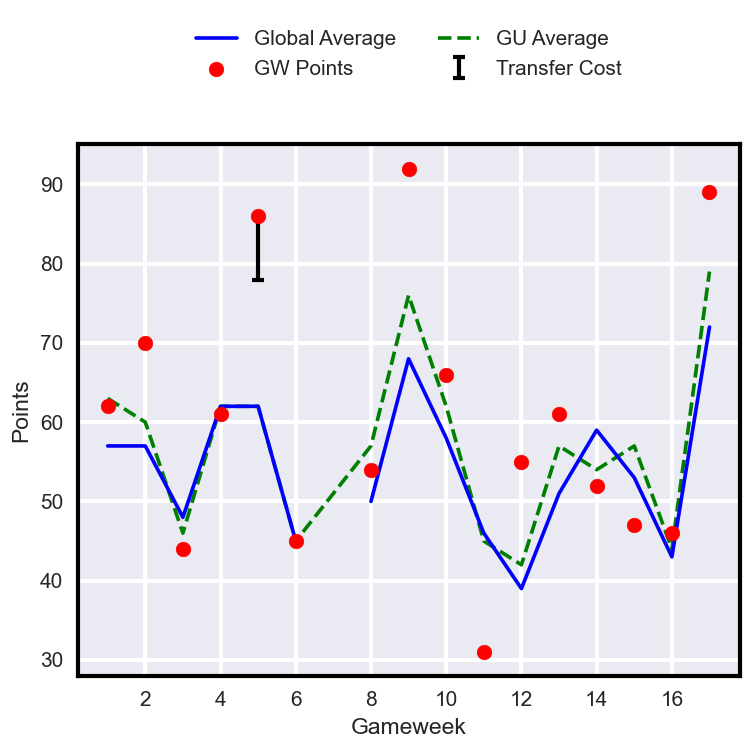 Global Average
GU Average
GW Points
Transfer Cost
90
80
70
60
50
40
30
Points
2 4 6 8 10 12 14 16
Gameweek